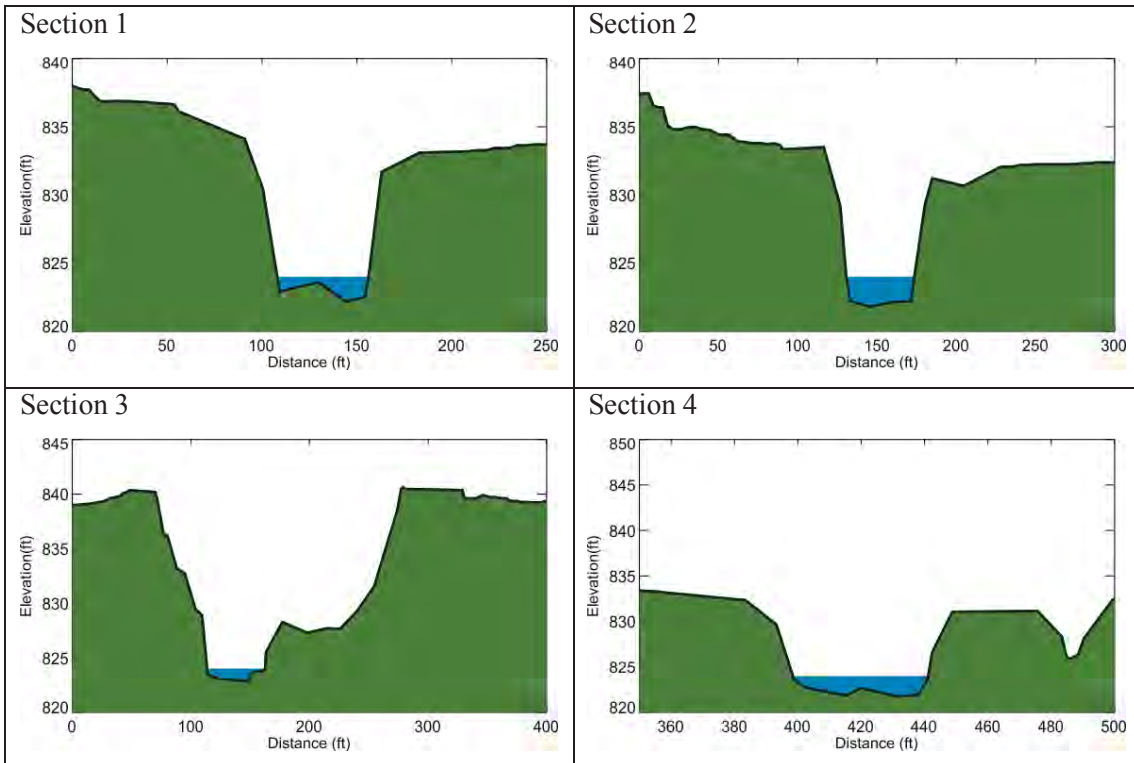 Section 1
840
835
830
825
820
Elevation(ft)
0 50 100 150 200 250
Distance (ft)
Section 2
840
835
830
825
820
Elevation(ft)
0 50 100 150 200 250 300
Distance (ft)
Section 3
845
840
835
830
825
820
Elevation(ft)
0 100 200 300 400
Distance (ft)
Section 4
850
845
840
835
830
825
820
Elevation(ft)
360 380 400 420 440 460 480 500
Distance (ft)